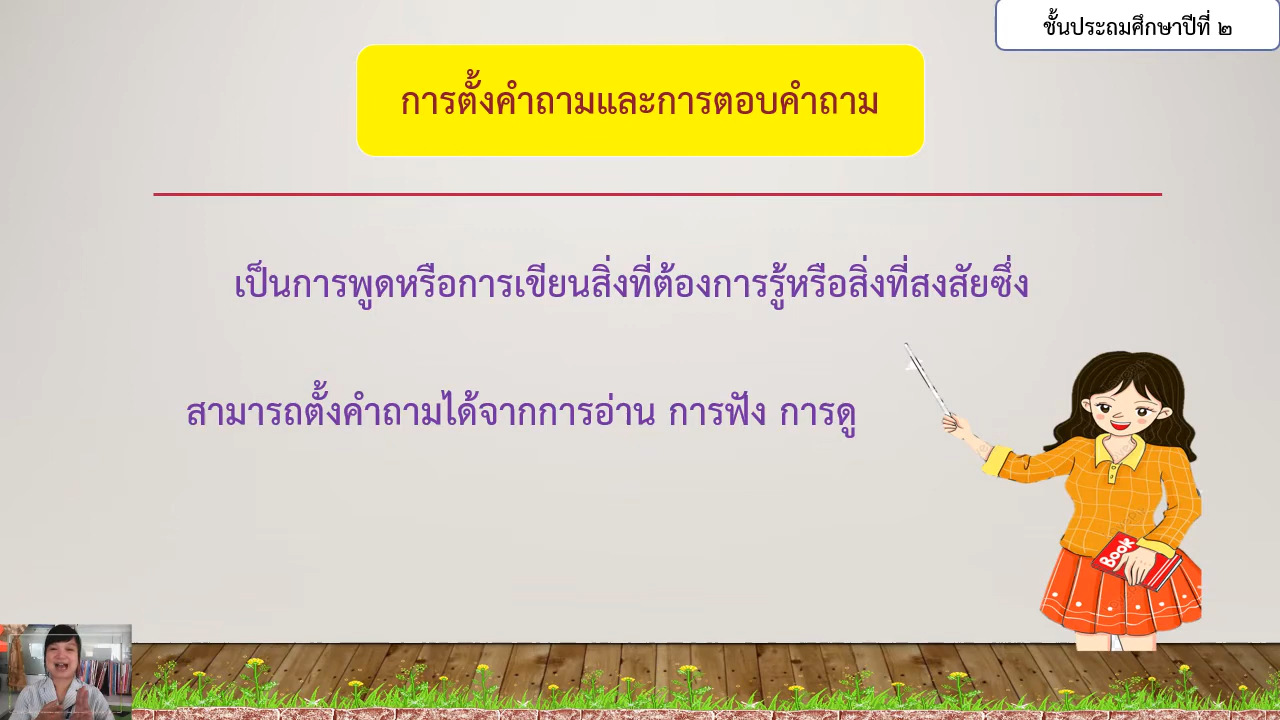 ชั้นประถมศึกษาปีที่ ๒
การตั้งคำถามและการตอบคำถาม
เป็นการพูดหรือการเขียนสิ่งที่ต้องการรู้หรือสิ่งที่สงสัยซึ่ง
สามารถตั้งคำถามได้จากการอ่าน การฟัง การดู
Book